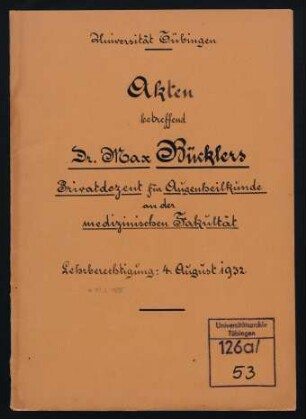 Universität Tübingen
Akten
betreffend
Dr. Max Bücklers
Privatdozent für Augenheilkunde
an der
medizinischen Fakultät
Lehrberechtigung: 4. August 1932
Universitätsarchiv
Tübingen
126a/
53